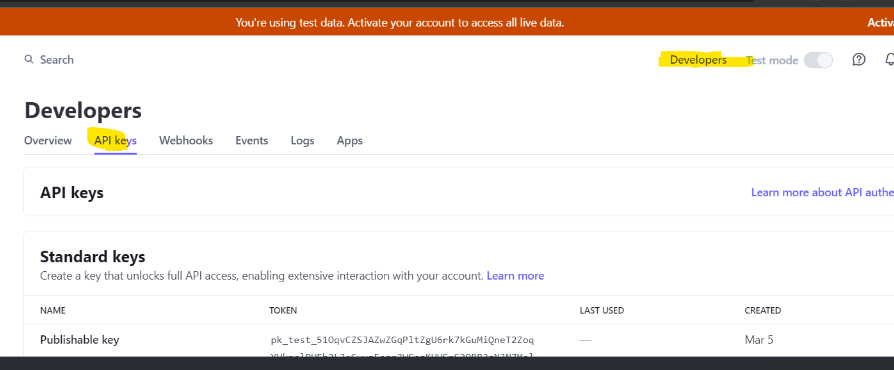 You're using test data. Activate your account to access all live data.
Search
Developers
Test mode
Developers
API keys
Webhooks
Overview
Events
Logs
Apps
API keys
Learn more about API
Standard keys
Create a key that unlocks full API access, enabling extensive interaction with your account. Learn more
NAME TOKEN LAST USED CREATED
Publishable key pk_test_51OqvCZSJAZwZGqPltZgU6rk7kGuMiQneT2Zoq — Mar 5